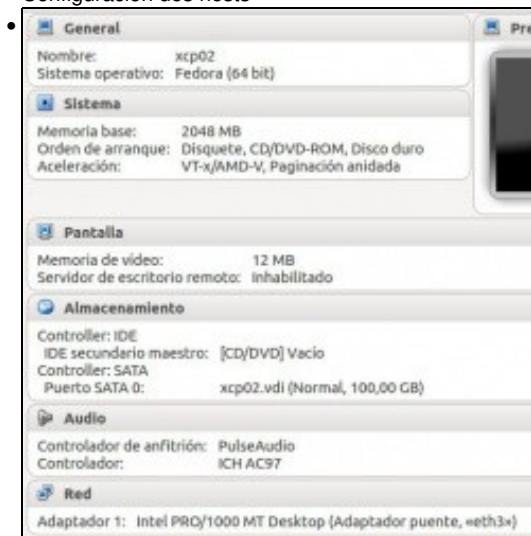 Configuración dos hosts
General
Nombre: xcp02
Sistema operativo: Fedora (64 bit)
Sistema
Memoria base: 2048 MB
Orden de arranque: Disquete, CD/DVD-ROM, Disco duro
Aceleración: VT-x/AMD-V, Paginación anidada
Pre
Pantalla
Memoria de vídeo: 12 MB
Servidor de escritorio remoto: Inhabilitado
Almacenamiento
Controller: IDE
IDE secundario maestro: [CD/DVD] Vacío
Controller: SATA
Puerto SATA 0: xcp02.vdi (Normal, 100,00 GB)
Audio
Controlador de anfitrión: PulseAudio
Controlador: ICH AC97
Red
Adaptador 1: Intel PRO/1000 MT Desktop (Adaptador puente, «eth3»)